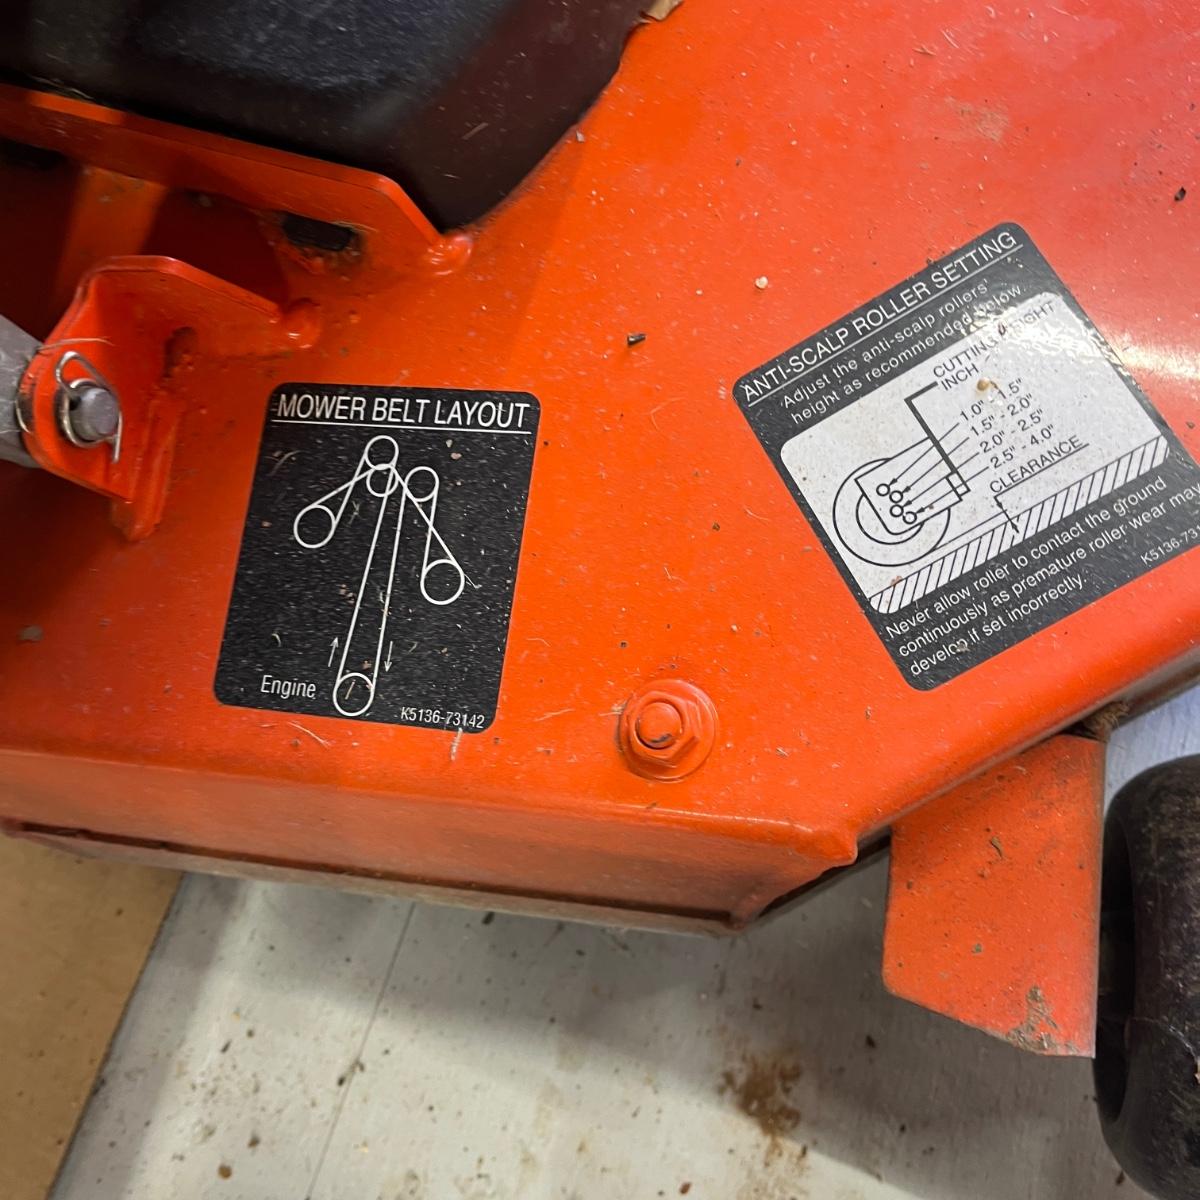 MOWER BELT LAYOUT
Engine
K5136-73142
ANTI-SCALP ROLLER SETTING
Adjust the anti-scalp rollers'
height as recommended below.
CUTTING HEIGHT
INCH
1.0" - 1.5"
1.5" - 2.0"
2.0" - 2.5"
2.5" - 4.0"
CLEARANCE
Never allow roller to contact the ground
continuously as premature roller wear may
develop if set incorrectly.
K5136-73